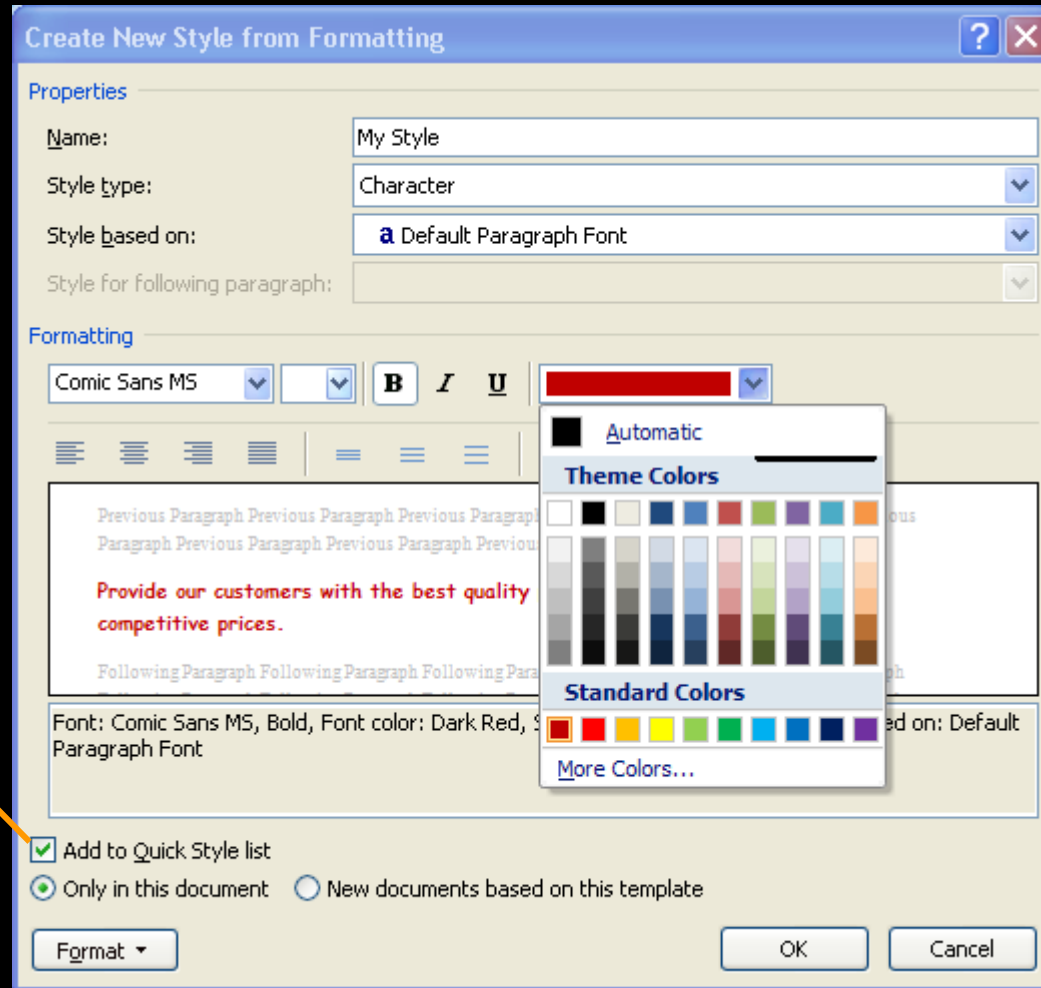 Create New Style from Formatting
Properties
Name:
My Style
Style type:
Character
Style based on:
a Default Paragraph Font
Style for following paragraph:
Formatting
Comic Sans MS
B I U
Automatic
Theme Colors
Previous Paragraph Previous Paragraph Previous Paragraph ous
Paragraph Previous Paragraph Previous Paragraph Previous
Provide our customers with the best quality
competitive prices.
Following Paragraph Following Paragraph Following Para ph
Standard Colors
Font: Comic Sans MS, Bold, Font color: Dark Red, ed on: Default
Paragraph Font
More Colors...
Add to Quick Style list
Only in this document New documents based on this template
Format OK Cancel